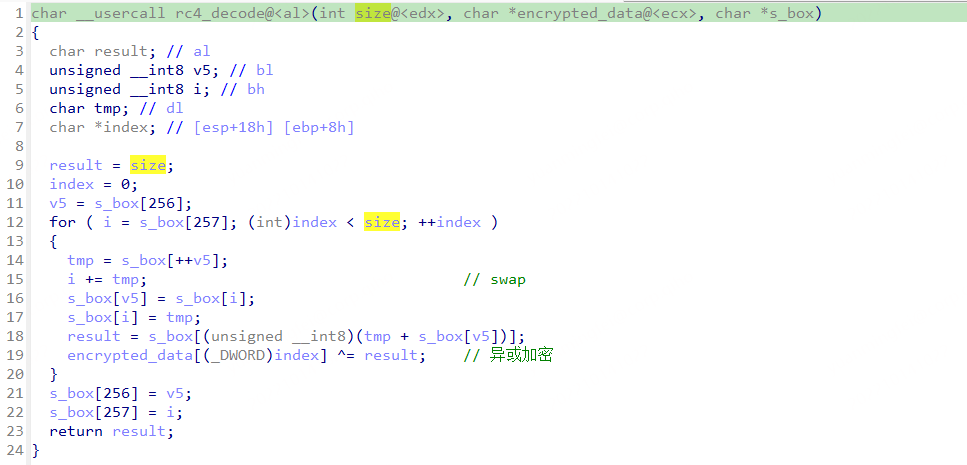 1 char __usercall rc4_decode@<al>(int size@<edx>, char *encrypted_data@<ecx>, char *s_box)
2 {
3 char result; // al
4 unsigned __int8 v5; // bl
5 unsigned __int8 i; // bh
6 char tmp; // dl
7 char *index; // [esp+18h] [ebp+8h]
8
9 result = size;
10 index = 0;
11 v5 = s_box[256];
12 for ( i = s_box[257]; (int)index < size; ++index )
13 {
14 tmp = s_box[++v5];
15 i += tmp; // swap
16 s_box[v5] = s_box[i];
17 s_box[i] = tmp;
18 result = s_box[(unsigned __int8)(tmp + s_box[v5])];
19 encrypted_data[(_DWORD)index] ^= result; // 异或加密
20 }
21 s_box[256] = v5;
22 s_box[257] = i;
23 return result;
24 }